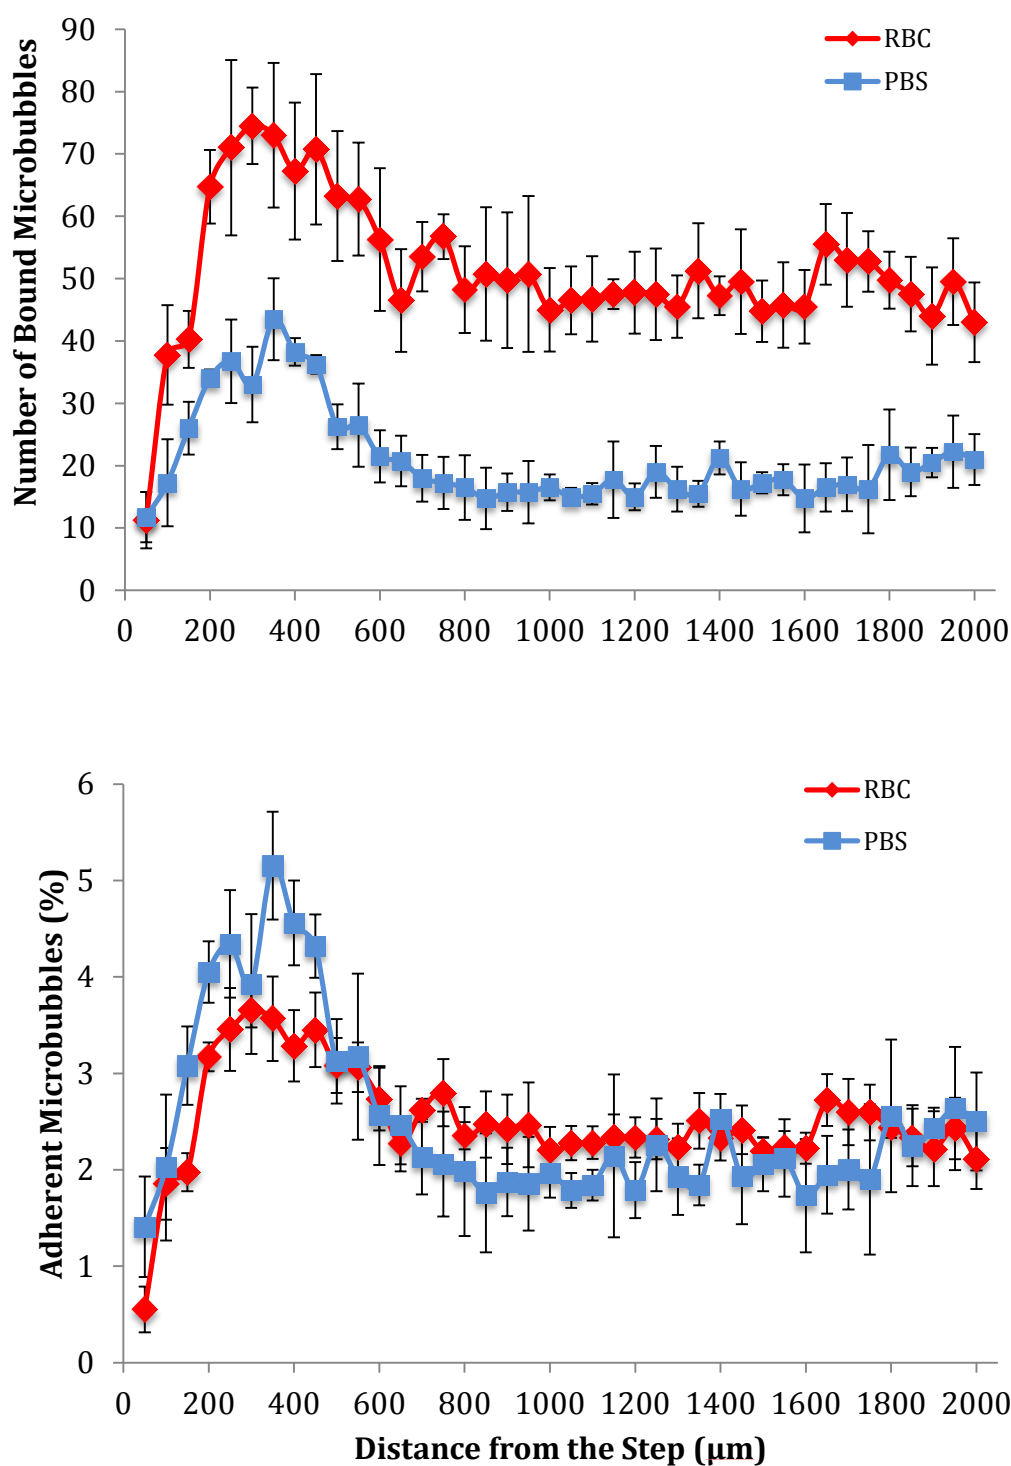 Number of Bound Microbubbles
90
80
70
60
50
40
30
20
10
0
RBC
PBS
0 200 400 600 800 1000 1200 1400 1600 1800 2000
Adherent Microbubbles (%)
6
5
4
3
2
1
0
RBC
PBS
0 200 400 600 800 1000 1200 1400 1600 1800 2000
Distance from the Step (μm)